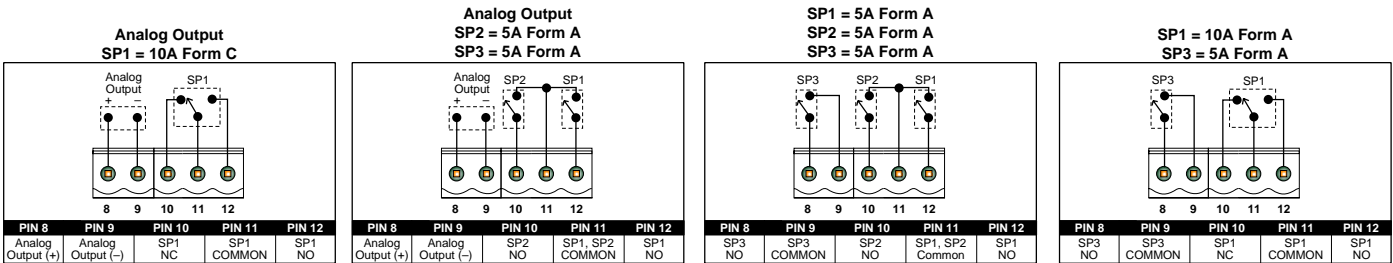 Analog Output
SP1 = 10A Form C
Analog
Output
SP1
+ –
8 9 10 11 12
PIN 8 PIN 9 PIN 10 PIN 11 PIN 12
Analog Output (+) Analog Output (–) SP1 NC SP1 COMMON SP1 NO
Analog Output
SP2 = 5A Form A
SP3 = 5A Form A
Analog
Output
SP2 SP1
+ –
8 9 10 11 12
PIN 8 PIN 9 PIN 10 PIN 11 PIN 12
Analog Output (+) Analog Output (–) SP2 NO SP1, SP2 COMMON SP1 NO
SP1 = 5A Form A
SP2 = 5A Form A
SP3 = 5A Form A
SP3 SP2 SP1
8 9 10 11 12
PIN 8 PIN 9 PIN 10 PIN 11 PIN 12
SP3 NO SP3 COMMON SP2 NO SP1, SP2 Common SP1 NO
SP1 = 10A Form A
SP3 = 5A Form A
SP3 SP1
8 9 10 11 12
PIN 8 PIN 9 PIN 10 PIN 11 PIN 12
SP3 NO SP3 COMMON SP1 NC SP1 COMMON SP1 NO